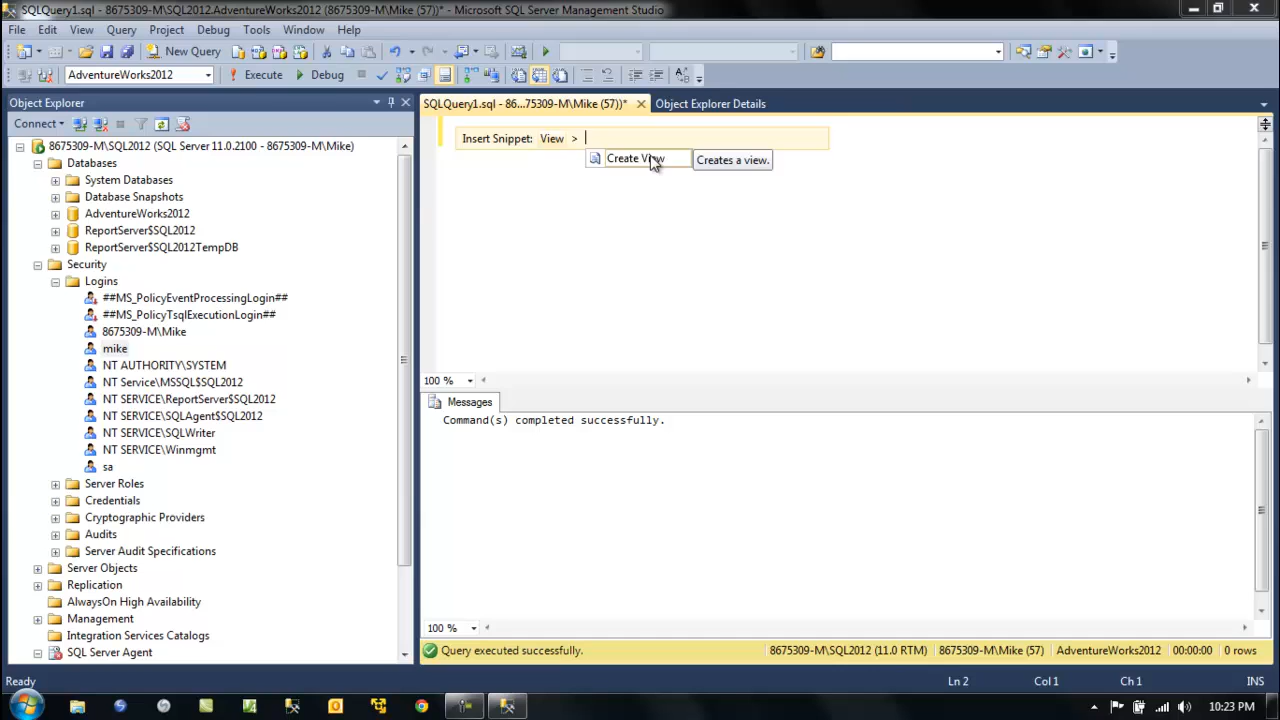 SQLQuery1.sql - 8675309-M\SQL2012.AdventureWorks2012 (8675309-M\Mike (57))* - Microsoft SQL Server Management Studio
File Edit View Query Project Debug Tools Window Help
New Query
AdventureWorks2012 Execute Debug
Object Explorer
Connect
8675309-M\SQL2012 (SQL Server 11.0.2100 - 8675309-M\Mike)
Databases
System Databases
Database Snapshots
AdventureWorks2012
ReportServer$SQL2012
ReportServer$SQL2012TempDB
Security
Logins
##MS_PolicyEventProcessingLogin##
##MS_PolicyTsqlExecutionLogin##
8675309-M\Mike
mike
NT AUTHORITY\SYSTEM
NT Service\MSSQL$SQL2012
NT SERVICE\ReportServer$SQL2012
NT SERVICE\SQLAgent$SQL2012
NT SERVICE\SQLWriter
NT SERVICE\Winmgmt
sa
Server Roles
Credentials
Cryptographic Providers
Audits
Server Audit Specifications
Server Objects
Replication
AlwaysOn High Availability
Management
Integration Services Catalogs
SQL Server Agent
SQLQuery1.sql - 86...75309-M\Mike (57))* Object Explorer Details
Insert Snippet: View >
Create View Creates a view.
100 %
Messages
Command(s) completed successfully.
100 %
Query executed successfully. 8675309-M\SQL2012 (11.0 RTM) 8675309-M\Mike (57) AdventureWorks2012 00:00:00 0 rows
Ready Ln 2 Col 1 Ch 1 INS
10:23 PM